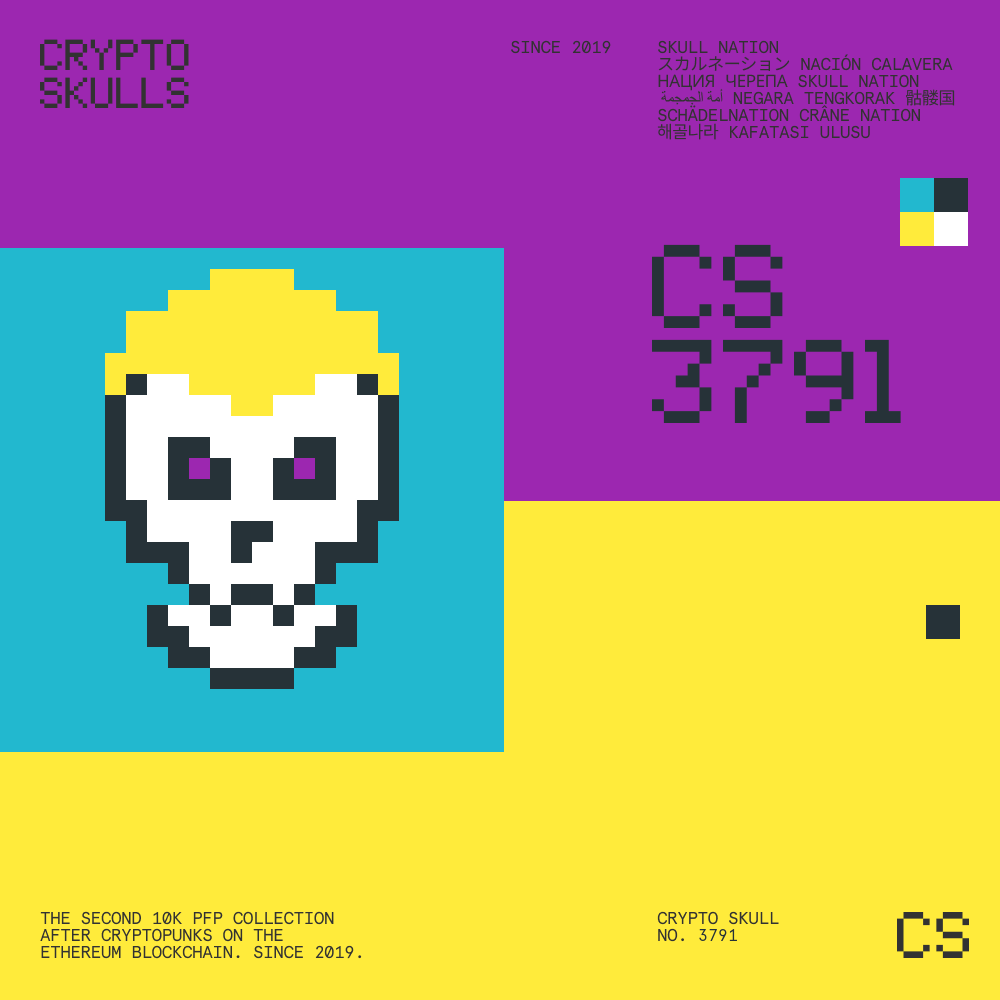 CRYPTO
SKULLS
SINCE 2019
SKULL NATION
スカルネーション NACIÓN CALAVERA
НАЦИЯ ЧЕРЕПА SKULL NATION
أمة الجمجمة NEGARA TENGKORAK 骷髅国
SCHÄDELNATION CRÂNE NATION
해골나라 KAFATASI ULUSU
CS
3791
THE SECOND 10K PFP COLLECTION
AFTER CRYPTOPUNKS ON THE
ETHEREUM BLOCKCHAIN. SINCE 2019.
CRYPTO SKULL
NO. 3791
CS